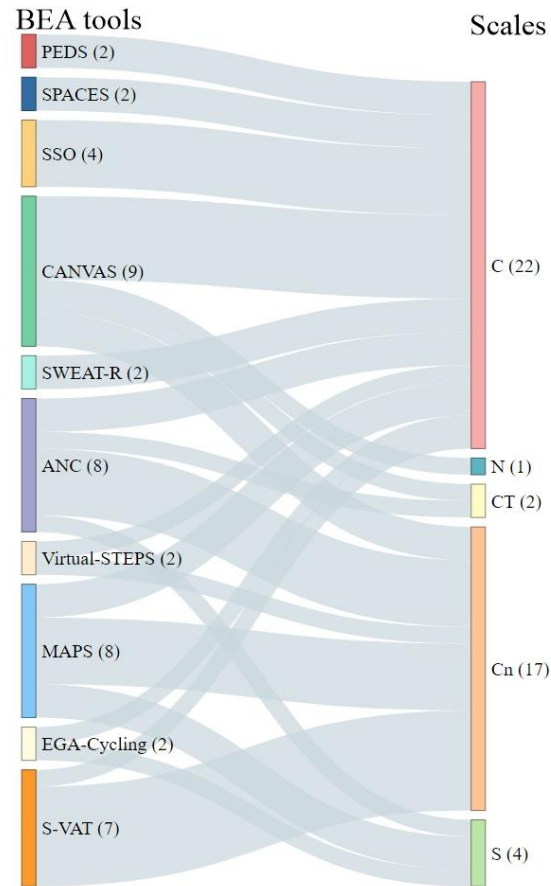 BEA tools
Scales
PEDS (2)
SPACES (2)
SSO (4)
CANVAS (9)
SWEAT-R (2)
ANC (8)
Virtual-STEPS (2)
MAPS (8)
EGA-Cycling (2)
S-VAT (7)
C (22)
N (1)
CT (2)
Cn (17)
S (4)